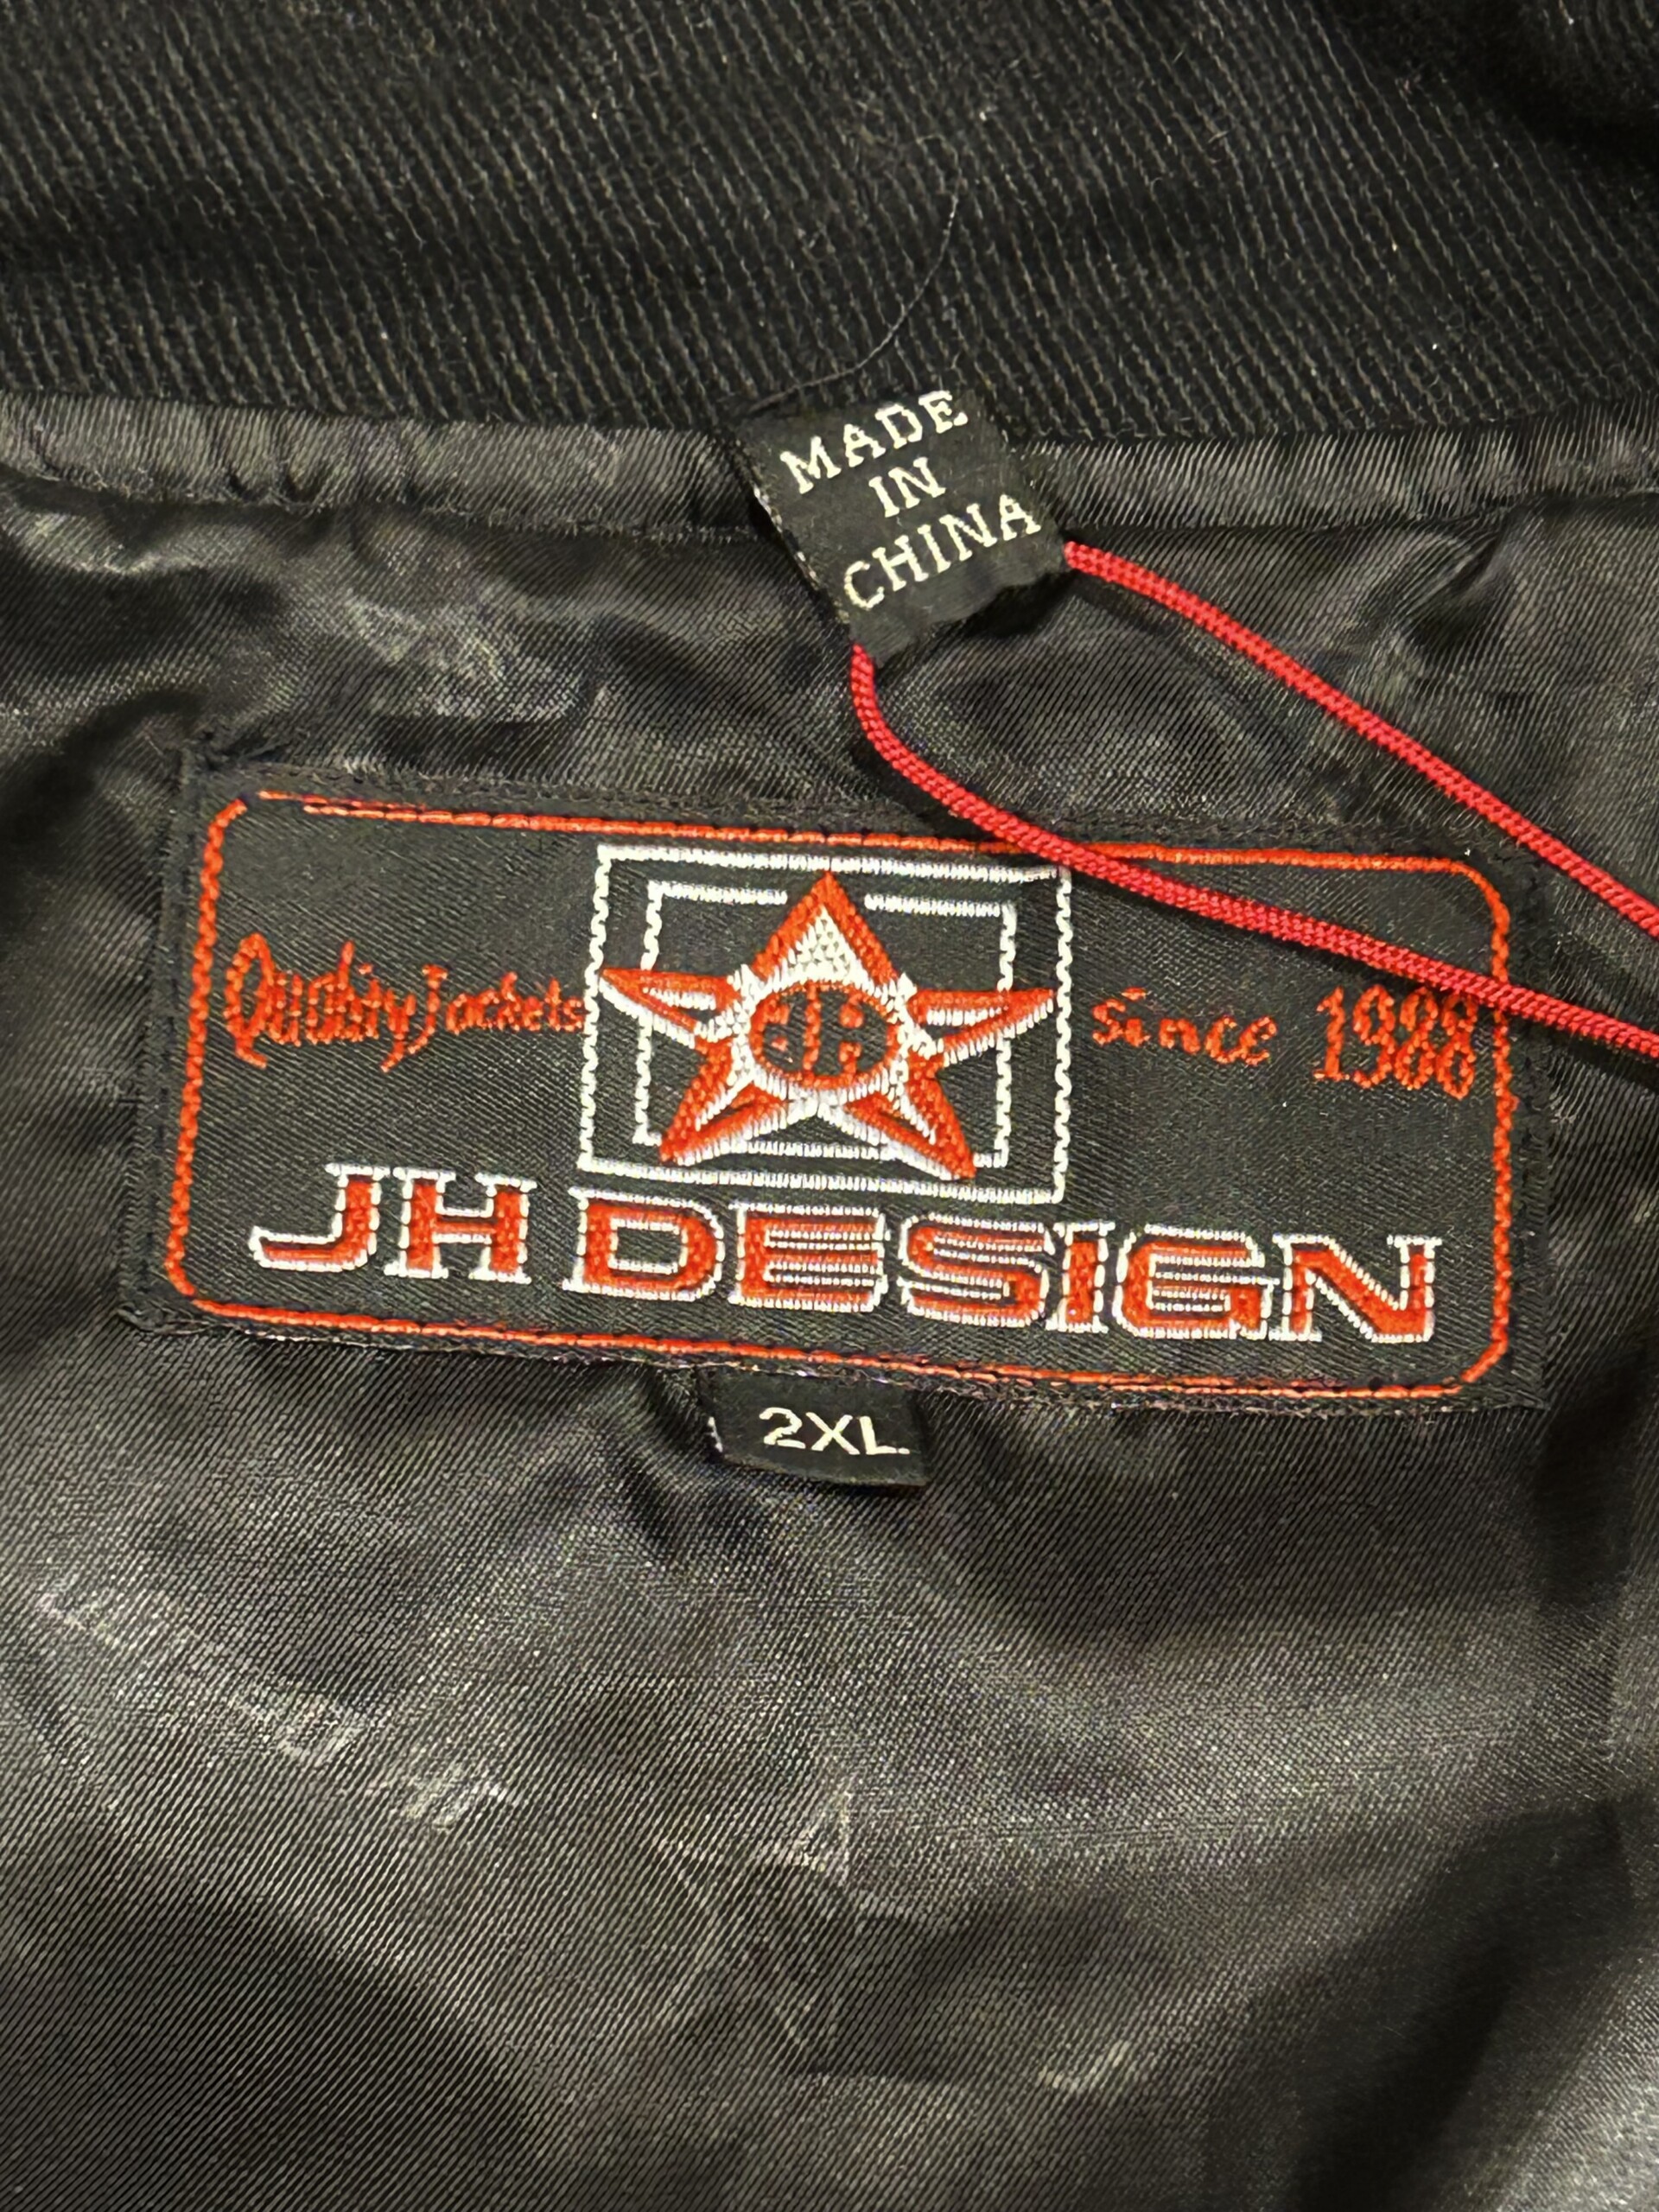 MADE
IN
CHINA
Quality Jackets
JH
since 1988
JH DESIGN
2XL